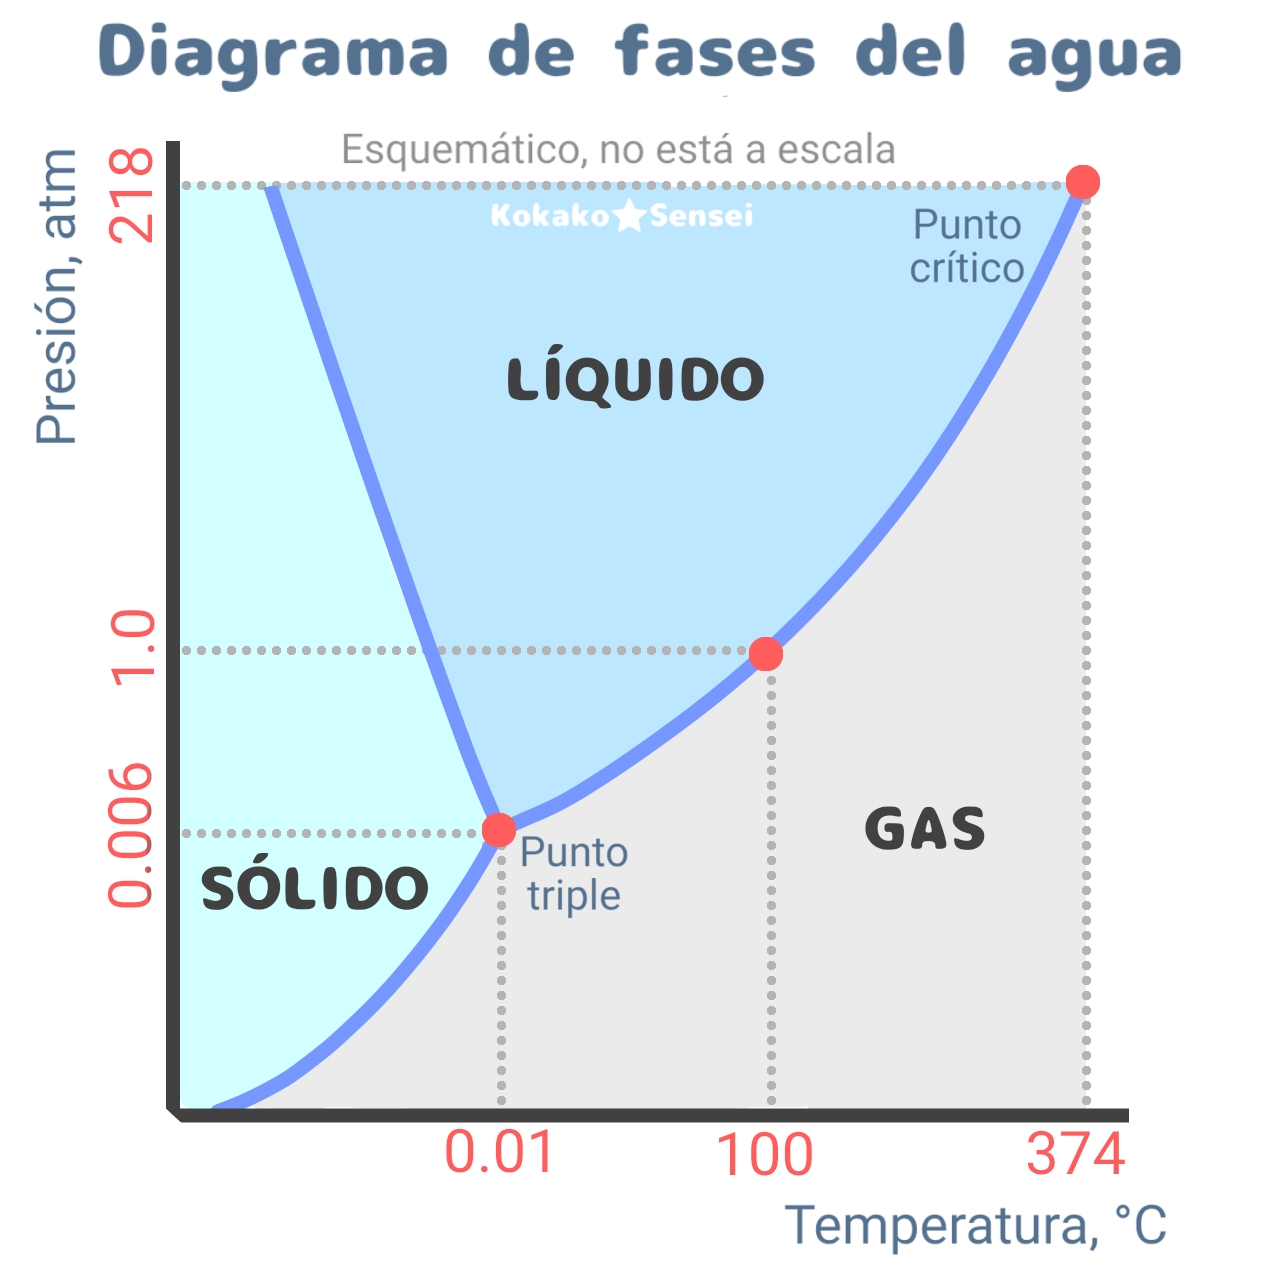 Diagrama de fases del agua
Esquemático, no está a escala
Presión, atm
218
1.0
0.006
Kokako★Sensei
Punto
crítico
LÍQUIDO
SÓLIDO
Punto
triple
GAS
0.01
100
374
Temperatura, °C